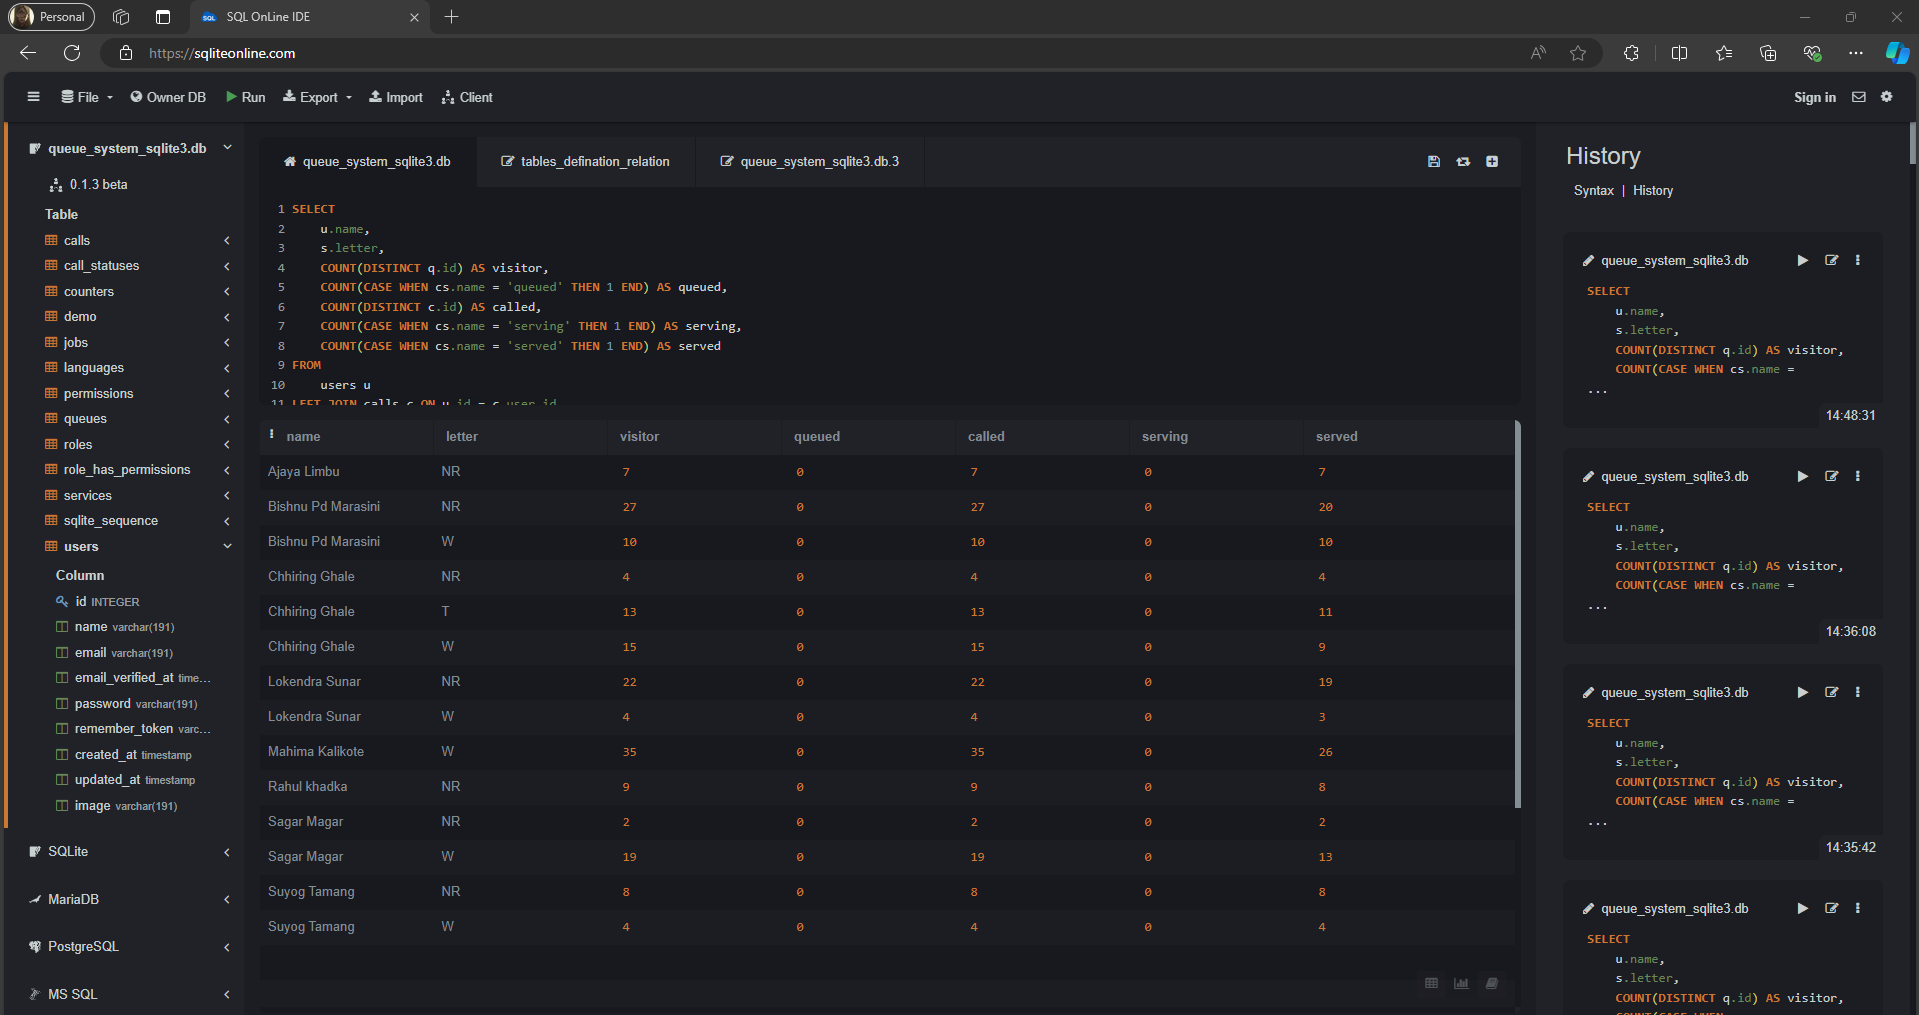 Personal
SQL OnLine IDE
https://sqliteonline.com
File
Owner DB
Run
Export
Import
Client
Sign in
queue_system_sqlite3.db
0.1.3 beta
Table
calls
call_statuses
counters
demo
jobs
languages
permissions
queues
roles
role_has_permissions
services
sqlite_sequence
users
Column
id INTEGER
name varchar(191)
email varchar(191)
email_verified_at time...
password varchar(191)
remember_token varc...
created_at timestamp
updated_at timestamp
image varchar(191)
SQLite
MariaDB
PostgreSQL
MS SQL
queue_system_sqlite3.db
tables_defination_relation
queue_system_sqlite3.db.3
1 SELECT
2 u.name,
3 s.letter,
4 COUNT(DISTINCT q.id) AS visitor,
5 COUNT(CASE WHEN cs.name = 'queued' THEN 1 END) AS queued,
6 COUNT(DISTINCT c.id) AS called,
7 COUNT(CASE WHEN cs.name = 'serving' THEN 1 END) AS serving,
8 COUNT(CASE WHEN cs.name = 'served' THEN 1 END) AS served
9 FROM
10 users u
11 LEFT JOIN calls c ON u.id = c.user_id
name letter visitor queued called serving served
Ajaya Limbu NR 7 0 7 0 7
Bishnu Pd Marasini NR 27 0 27 0 20
Bishnu Pd Marasini W 10 0 10 0 10
Chhiring Ghale NR 4 0 4 0 4
Chhiring Ghale T 13 0 13 0 11
Chhiring Ghale W 15 0 15 0 9
Lokendra Sunar NR 22 0 22 0 19
Lokendra Sunar W 4 0 4 0 3
Mahima Kalikote W 35 0 35 0 26
Rahul khadka NR 9 0 9 0 8
Sagar Magar NR 2 0 2 0 2
Sagar Magar W 19 0 19 0 13
Suyog Tamang NR 8 0 8 0 8
Suyog Tamang W 4 0 4 0 4
History
Syntax | History
queue_system_sqlite3.db
SELECT
u.name,
s.letter,
COUNT(DISTINCT q.id) AS visitor,
COUNT(CASE WHEN cs.name =
...
14:48:31
queue_system_sqlite3.db
SELECT
u.name,
s.letter,
COUNT(DISTINCT q.id) AS visitor,
COUNT(CASE WHEN cs.name =
...
14:36:08
queue_system_sqlite3.db
SELECT
u.name,
s.letter,
COUNT(DISTINCT q.id) AS visitor,
COUNT(CASE WHEN cs.name =
...
14:35:42
queue_system_sqlite3.db
SELECT
u.name,
s.letter,
COUNT(DISTINCT q.id) AS visitor,
COUNT(CASE WHEN